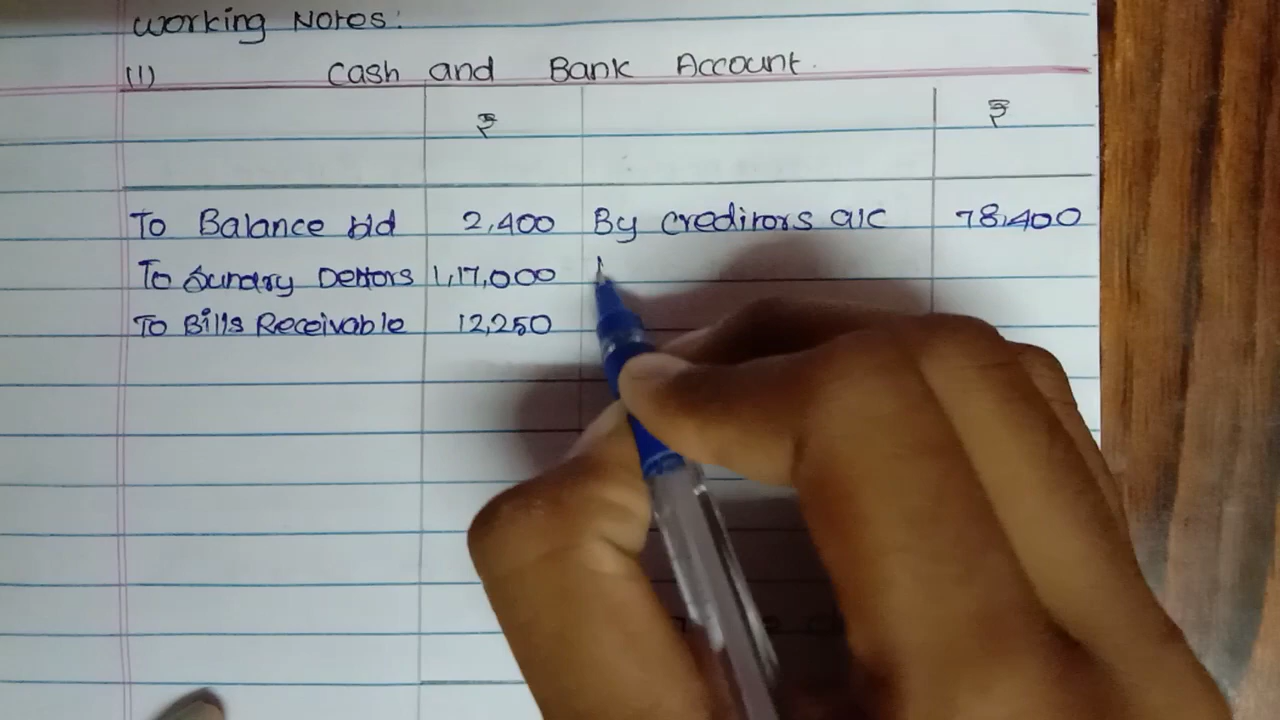 Working Notes:
(1) Cash and Bank Account.
₹ ₹
To Balance b/d 2,400 By creditors a/c 78,400
To Sundry Debtors 1,17,000
To Bills Receivable 12,250